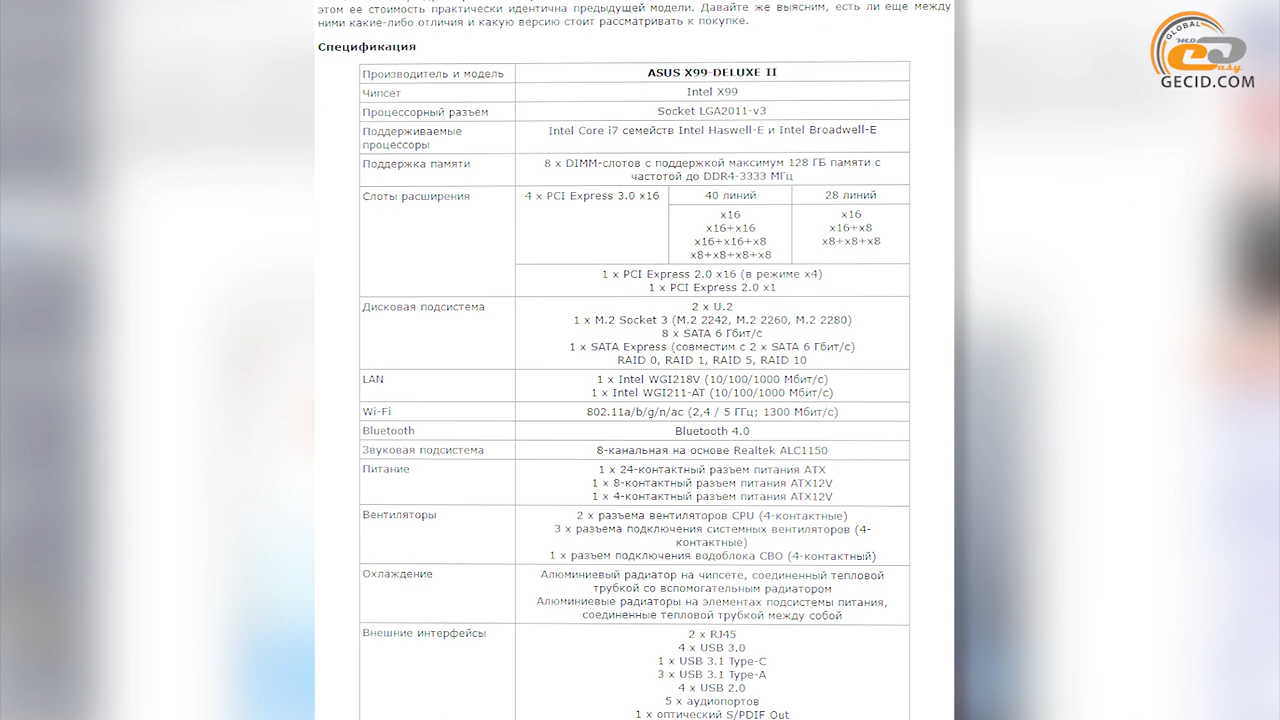 этом ее стоимость практически идентична предыдущей модели. Давайте же выясним, есть ли еще между
ними какие-либо отличия и какую версию стоит рассматривать к покупке.
GLOBAL
easy
GECID.COM
Спецификация
Производитель и модель ASUS X99-DELUXE II
Чипсет Intel X99
Процессорный разъем Socket LGA2011-v3
Поддерживаемые процессоры Intel Core i7 семейств Intel Haswell-E и Intel Broadwell-E
Поддержка памяти 8 x DIMM-слотов с поддержкой максимум 128 ГБ памяти с
частотой до DDR4-3333 МГц
Слоты расширения 4 x PCI Express 3.0 x16 40 линий 28 линий
x16 x16
x16+x16 x16+x8
x16+x16+x8 x8+x8+x8
x8+x8+x8+x8
1 x PCI Express 2.0 x16 (в режиме x4)
1 x PCI Express 2.0 x1
Дисковая подсистема 2 x U.2
1 x M.2 Socket 3 (M.2 2242, M.2 2260, M.2 2280)
8 x SATA 6 Гбит/с
1 x SATA Express (совместим с 2 x SATA 6 Гбит/с)
RAID 0, RAID 1, RAID 5, RAID 10
LAN 1 x Intel WGI218V (10/100/1000 Мбит/с)
1 x Intel WGI211-AT (10/100/1000 Мбит/с)
Wi-Fi 802.11a/b/g/n/ac (2,4 / 5 ГГц; 1300 Мбит/с)
Bluetooth Bluetooth 4.0
Звуковая подсистема 8-канальная на основе Realtek ALC1150
Питание 1 x 24-контактный разъем питания ATX
1 x 8-контактный разъем питания ATX12V
1 x 4-контактный разъем питания ATX12V
Вентиляторы 2 x разъема вентиляторов CPU (4-контактные)
3 x разъема подключения системных вентиляторов (4-
контактные)
1 x разъем подключения водоблока СВО (4-контактный)
Охлаждение Алюминиевый радиатор на чипсете, соединенный тепловой
трубкой со вспомогательным радиатором
Алюминиевые радиаторы на элементах подсистемы питания,
соединенные тепловой трубкой между собой
Внешние интерфейсы 2 x RJ45
4 x USB 3.0
1 x USB 3.1 Type-C
3 x USB 3.1 Type-A
4 x USB 2.0
5 x аудиопортов
1 x оптический S/PDIF Out